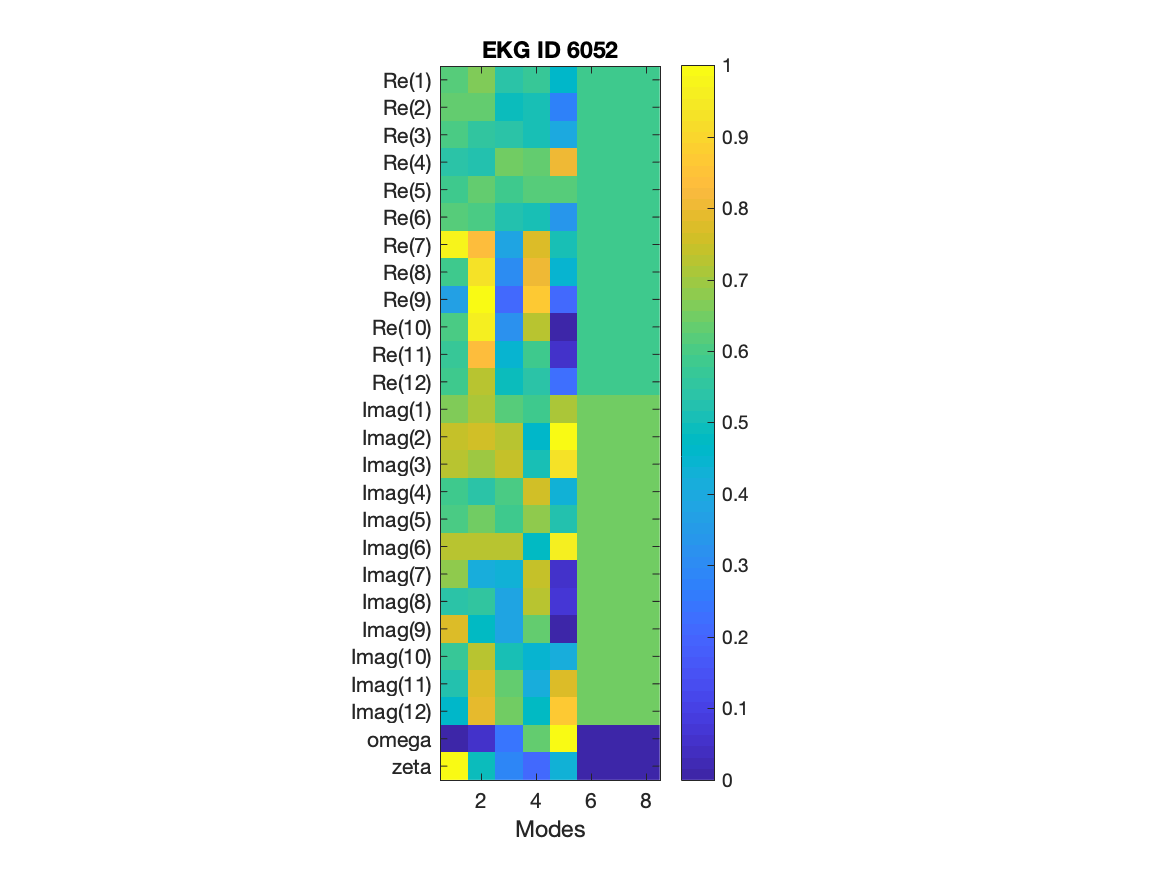 EKG ID 6052
Re(1)
Re(2)
Re(3)
Re(4)
Re(5)
Re(6)
Re(7)
Re(8)
Re(9)
Re(10)
Re(11)
Re(12)
Imag(1)
Imag(2)
Imag(3)
Imag(4)
Imag(5)
Imag(6)
Imag(7)
Imag(8)
Imag(9)
Imag(10)
Imag(11)
Imag(12)
omega
zeta
2 4 6 8
Modes
1
0.9
0.8
0.7
0.6
0.5
0.4
0.3
0.2
0.1
0